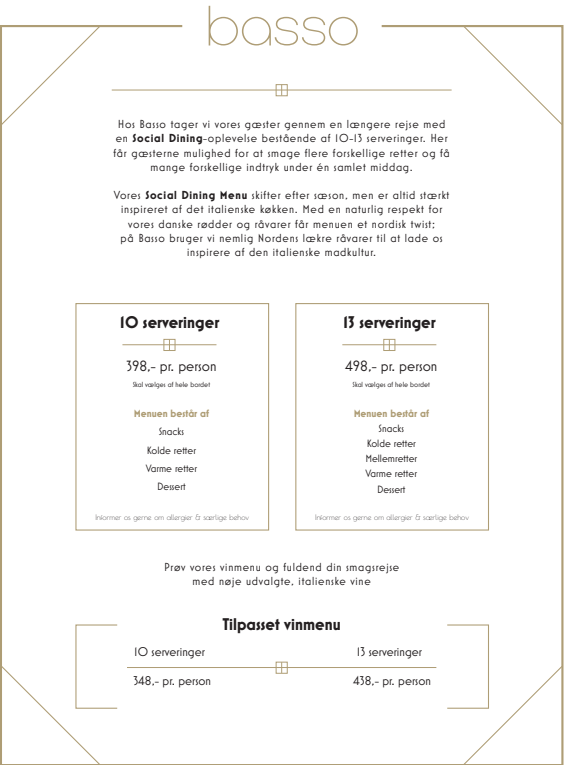 basso
Hos Basso tager vi vores gæster gennem en længere rejse med
en Social Dining-oplevelse bestående af 10-13 serveringer. Her
får gæsterne mulighed for at smage flere forskellige retter og få
mange forskellige indtryk under én samlet middag.
Vores Social Dining Menu skifter efter sæson, men er altid stærkt
inspireret af det italienske køkken. Med en naturlig respekt for
vores danske rødder og råvarer får menuen et nordisk twist;
på Basso bruger vi nemlig Nordens lækre råvarer til at lade os
inspirere af den italienske madkultur.
10 serveringer
398,- pr. person
Skal vælges af hele bordet
Menuen består af
Snacks
Kolde retter
Varme retter
Dessert
Informer os gerne om allergier & særlige behov
13 serveringer
498,- pr. person
Skal vælges af hele bordet
Menuen består af
Snacks
Kolde retter
Mellemretter
Varme retter
Dessert
Informer os gerne om allergier & særlige behov
Prøv vores vinmenu og fuldend din smagsrejse
med nøje udvalgte, italienske vine
Tilpasset vinmenu
10 serveringer
348,- pr. person
13 serveringer
438,- pr. person